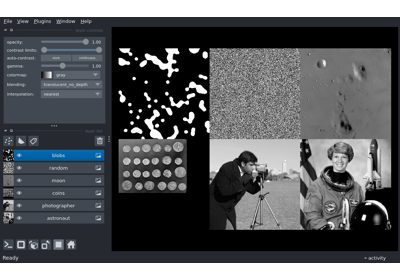 File View Plugins Window Help
opacity: 1.00
contrast limits:
auto-contrast: once continuous
gamma: 1.00
colormap: gray
blending: translucent_no_depth
interpolation: nearest
blobs
random
moon
coins
photographer
astronaut
Ready activity